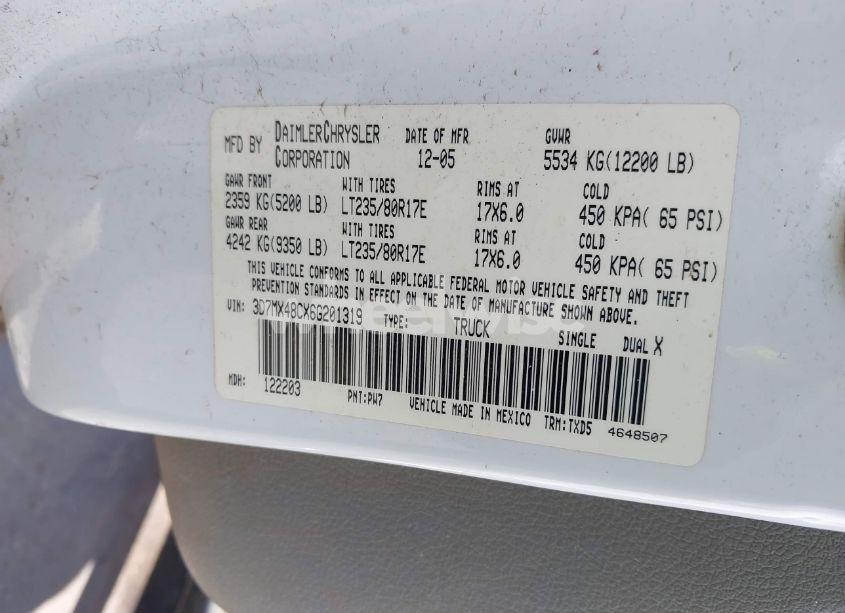 MFD BY DAIMLERCHRYSLER CORPORATION DATE OF MFR 12-05 GVWR 5534 KG(12200 LB)
GAWR FRONT WITH TIRES RIMS AT COLD
2359 KG(5200 LB) LT235/80R17E 17X6.0 450 KPA( 65 PSI)
GAWR REAR WITH TIRES RIMS AT COLD
4242 KG(9350 LB) LT235/80R17E 17X6.0 450 KPA( 65 PSI)
THIS VEHICLE CONFORMS TO ALL APPLICABLE FEDERAL MOTOR VEHICLE SAFETY AND THEFT
PREVENTION STANDARDS IN EFFECT ON THE DATE OF MANUFACTURE SHOWN ABOVE.
VIN: 3D7MX48CX6G201319 TYPE: TRUCK SINGLE DUAL X
MDH: 122203 PNT:PW7 VEHICLE MADE IN MEXICO TRM:TXD5 4648507
wheelwise